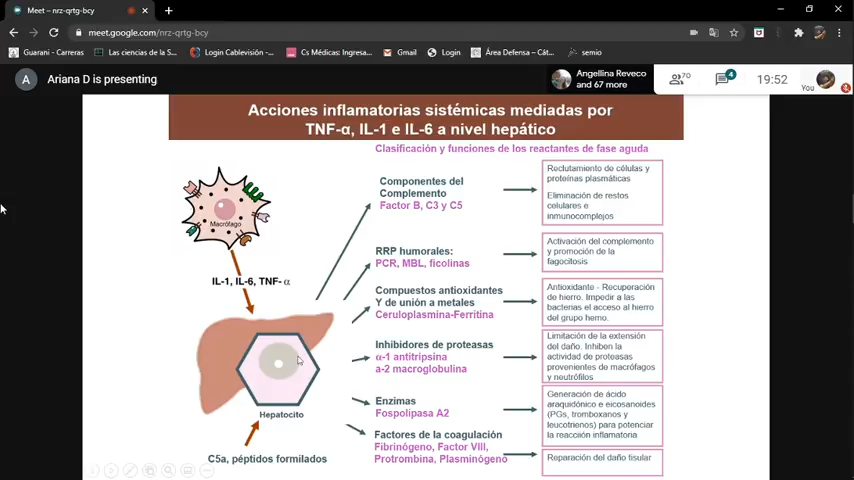 Meet – nrz-qrtg-bcy
meet.google.com/nrz-qrtg-bcy
Guarani - Carreras
Las ciencias de la S...
Login Cablevisión -...
Cs Médicas: Ingresa...
Gmail
Login
Área Defensa – Cát...
semio
A
Ariana D is presenting
Angellina Reveco
and 67 more
70
4
19:52
You
Acciones inflamatorias sistémicas mediadas por
TNF-α, IL-1 e IL-6 a nivel hepático
Clasificación y funciones de los reactantes de fase aguda
Macrófago
IL-1, IL-6, TNF- α
Hepatocito
C5a, péptidos formilados
Componentes del
Complemento
Factor B, C3 y C5
Reclutamiento de células y
proteínas plasmáticas
Eliminación de restos
celulares e
inmunocomplejos
RRP humorales:
PCR, MBL, ficolinas
Activación del complemento
y promoción de la
fagocitosis
Compuestos antioxidantes
Y de unión a metales
Ceruloplasmina-Ferritina
Antioxidante - Recuperación
de hierro. Impedir a las
bacterias el acceso al hierro
del grupo hemo.
Inhibidores de proteasas
α-1 antitripsina
a-2 macroglobulina
Limitación de la extensión
del daño. Inhiben la
actividad de proteasas
provenientes de macrófagos
y neutrófilos
Enzimas
Fospolipasa A2
Generación de ácido
araquidónico e eicosanoides
(PGs, tromboxanos y
leucotrienos) para potenciar
la reacción inflamatoria
Factores de la coagulación
Fibrinógeno, Factor VIII,
Protrombina, Plasminógeno
Reparación del daño tisular